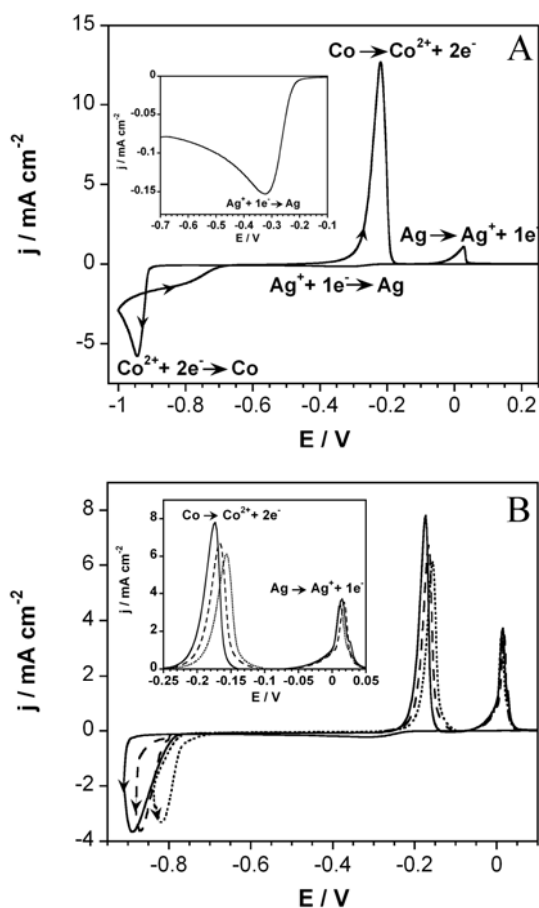 A
15
10
5
0
-5
j / mA cm⁻²
Co→Co²⁺+ 2e⁻
Ag→Ag⁺+ 1e⁻
Ag⁺+ 1e⁻→Ag
Co²⁺+ 2e⁻→Co
-1 -0.8 -0.6 -0.4 -0.2 0 0.2
E / V
0
-0.05
-0.10
-0.15
j / mA cm⁻²
Ag⁺+ 1e⁻→Ag
-0.7 -0.6 -0.5 -0.4 -0.3 -0.2 -0.1
E / V
B
8
6
4
2
0
-2
-4
j / mA cm⁻²
-0.8 -0.6 -0.4 -0.2 0
E / V
8
6
4
2
0
j / mA cm⁻²
Co→Co²⁺+ 2e⁻
Ag→Ag⁺+ 1e⁻
-0.25 -0.2 -0.15 -0.1 -0.05 0 0.05
E / V